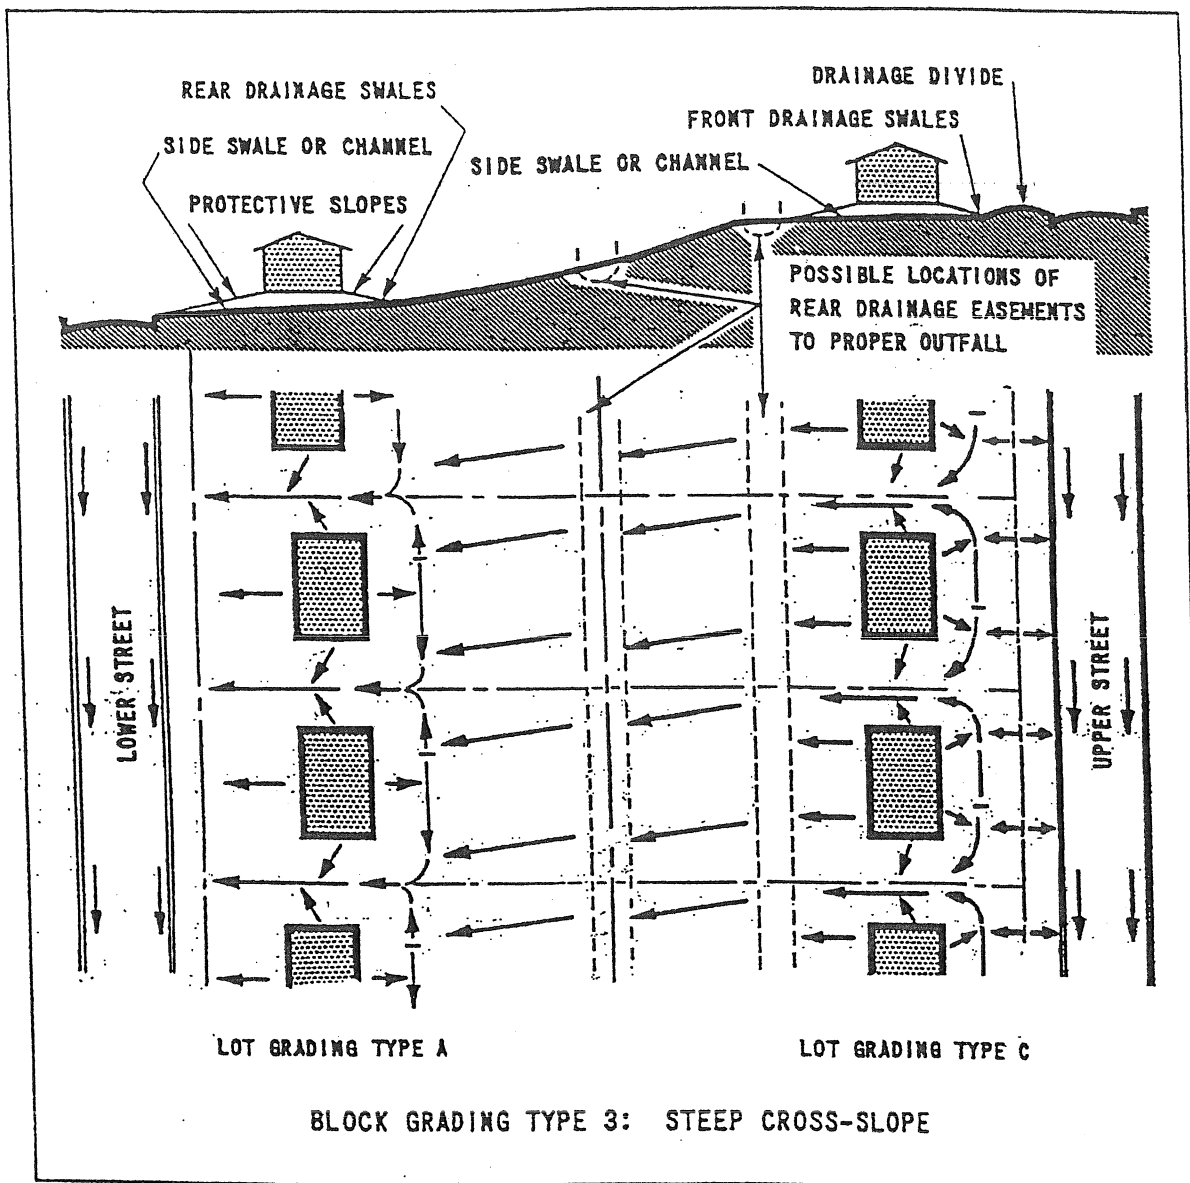 DRAINAGE DIVIDE
REAR DRAINAGE SWALES
FRONT DRAINAGE SWALES
SIDE SWALE OR CHANNEL
SIDE SWALE OR CHANNEL
PROTECTIVE SLOPES
POSSIBLE LOCATIONS OF
REAR DRAINAGE EASEMENTS
TO PROPER OUTFALL
LOWER STREET
UPPER STREET
LOT GRADING TYPE A
LOT GRADING TYPE C
BLOCK GRADING TYPE 3: STEEP CROSS-SLOPE